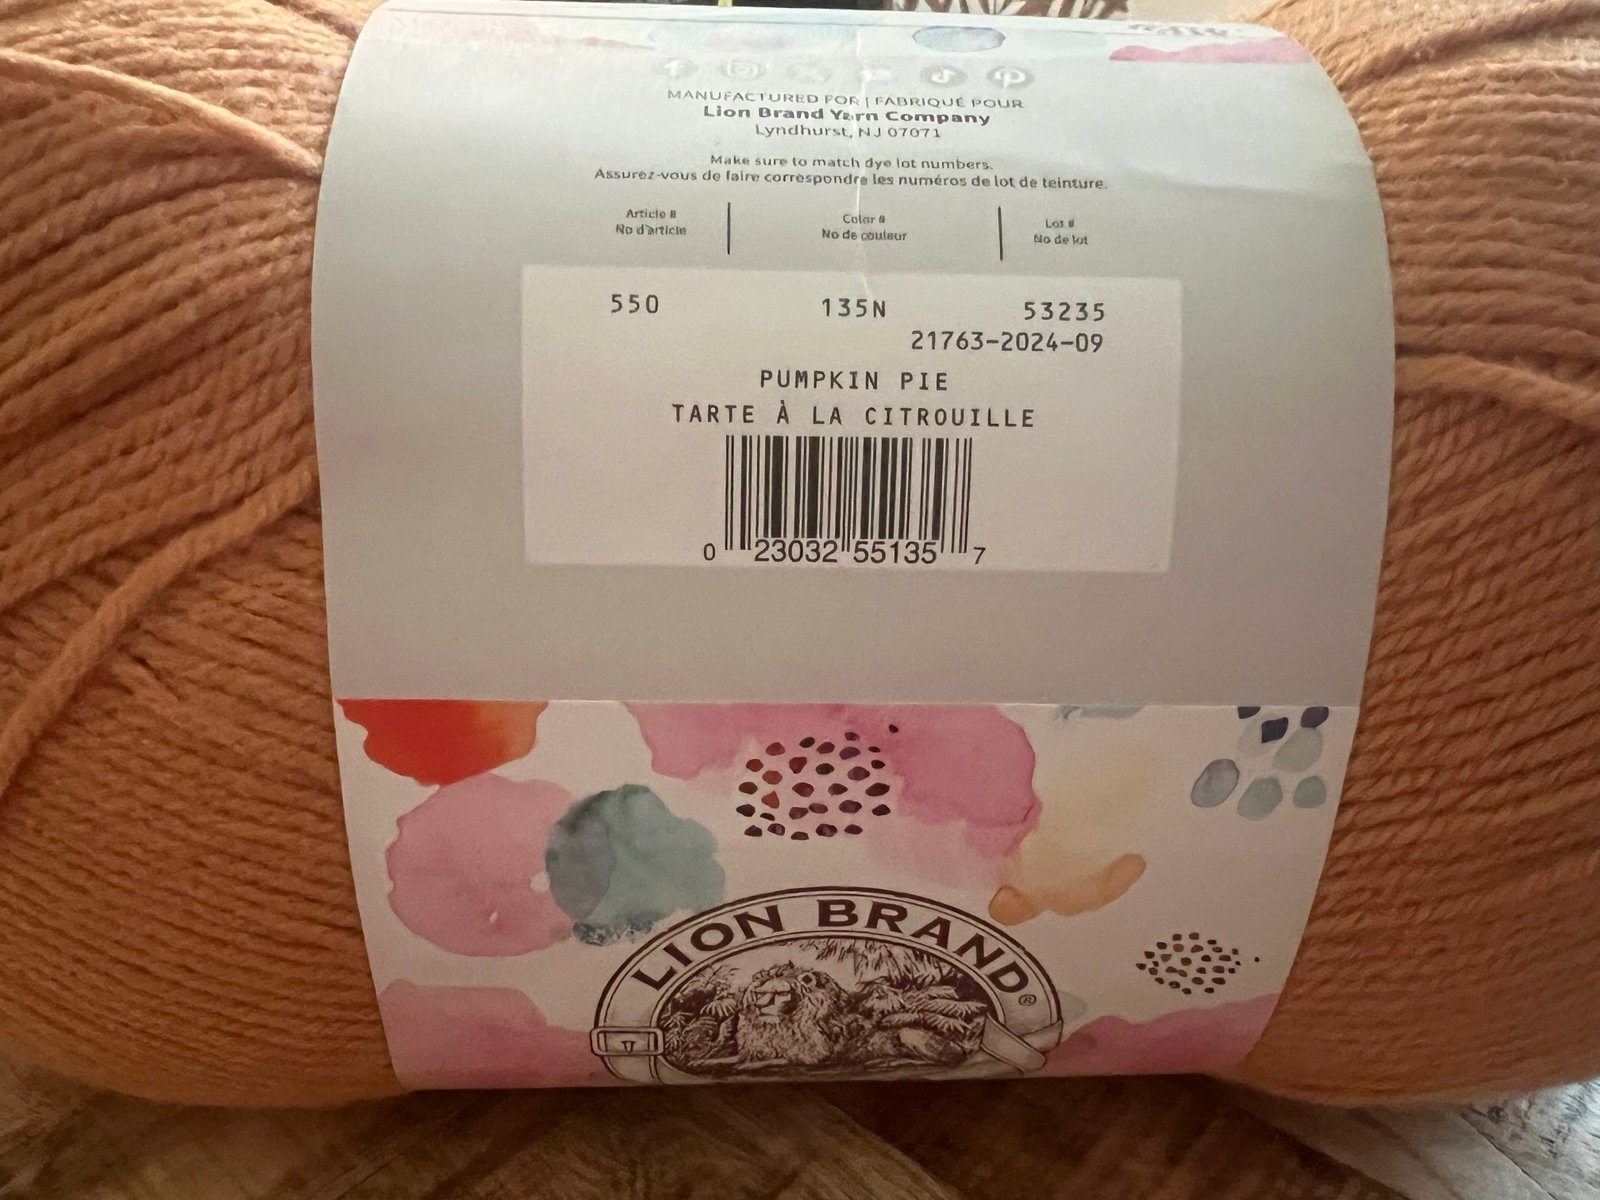 MANUFACTURED FOR | FABRIQUÉ POUR
Lion Brand Yarn Company
Lyndhurst, NJ 07071
Make sure to match dye lot numbers.
Assurez-vous de faire correspondre les numéros de lot de teinture.
Article # Color # Lot #
No d'article No de couleur No de lot
550 135N 53235
21763-2024-09
PUMPKIN PIE
TARTE À LA CITROUILLE
0 23032 55135 7
LION BRAND®